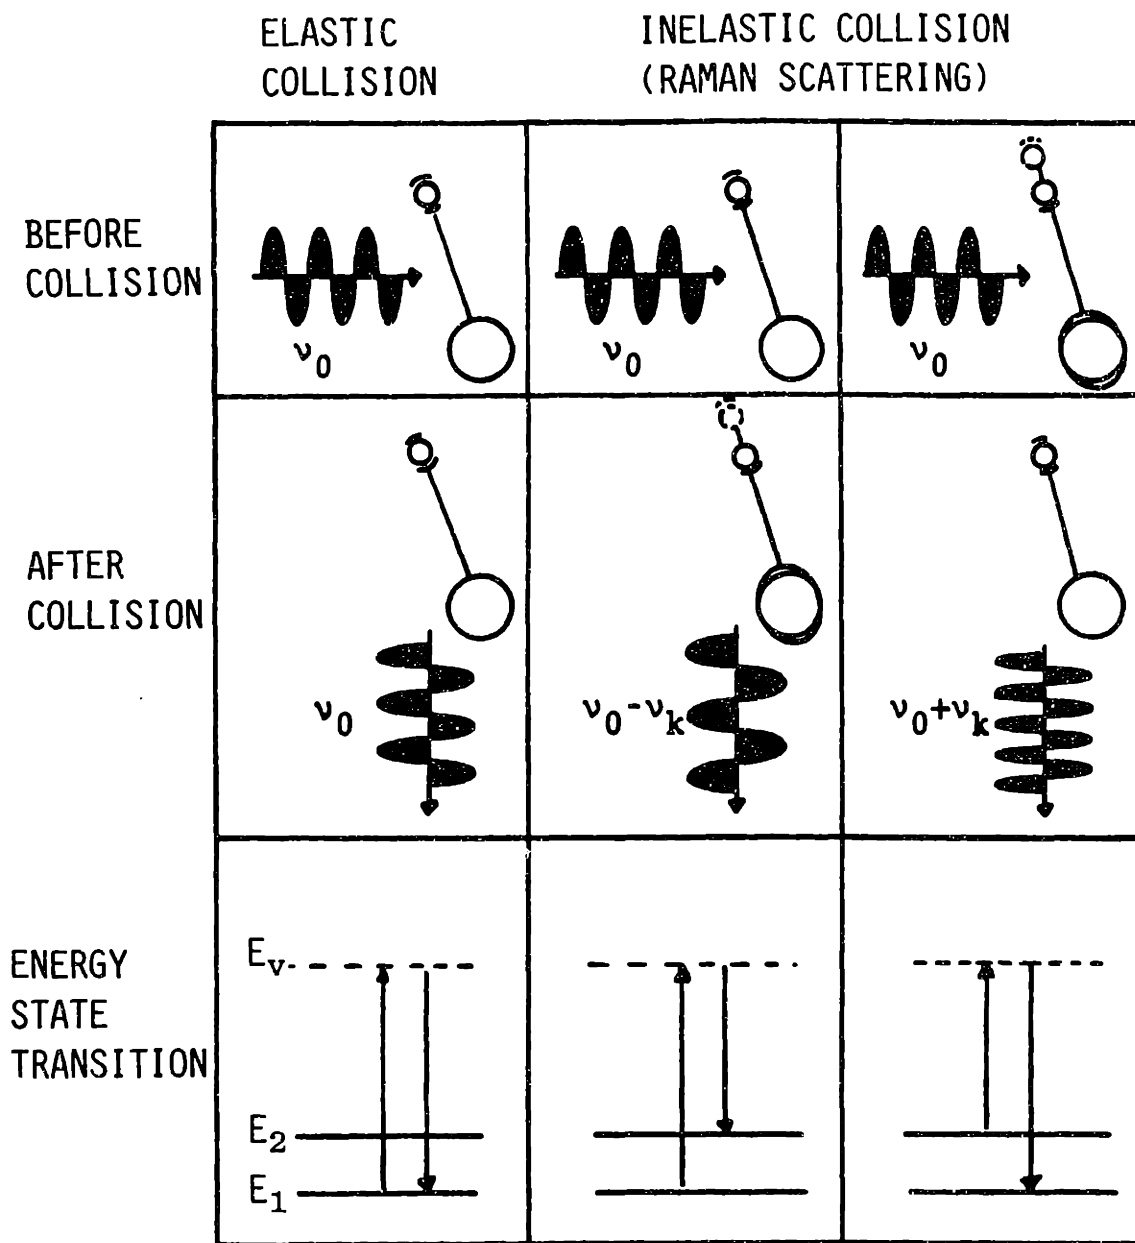 ELASTIC
COLLISION
INELASTIC COLLISION
(RAMAN SCATTERING)
BEFORE
COLLISION
ν₀
ν₀
ν₀
AFTER
COLLISION
ν₀
ν₀-νₖ
ν₀+νₖ
ENERGY
STATE
TRANSITION
Eᵥ
E₂
E₁